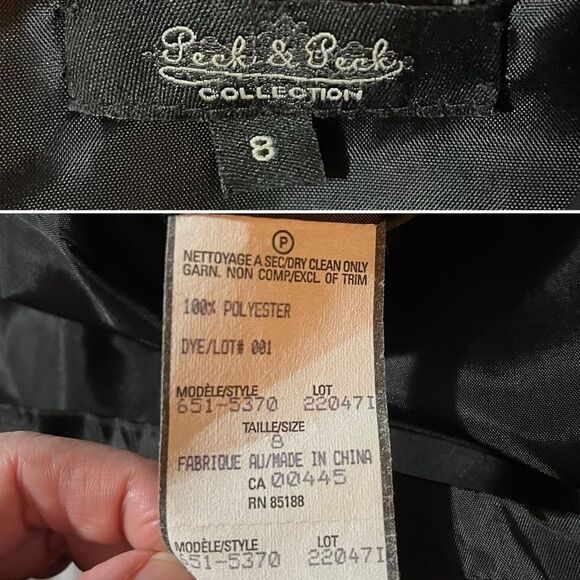 Peck & Peck
COLLECTION
8
P
NETTOYAGE A SEC/DRY CLEAN ONLY
GARN. NON COMP/EXCL OF TRIM
100% POLYESTER
DYE/LOT# 001
MODÈLE/STYLE LOT
651-5370 22047I
TAILLE/SIZE
8
FABRIQUE AU/MADE IN CHINA
CA 00445
RN 85188
MODÈLE/STYLE LOT
651-5370 22047I